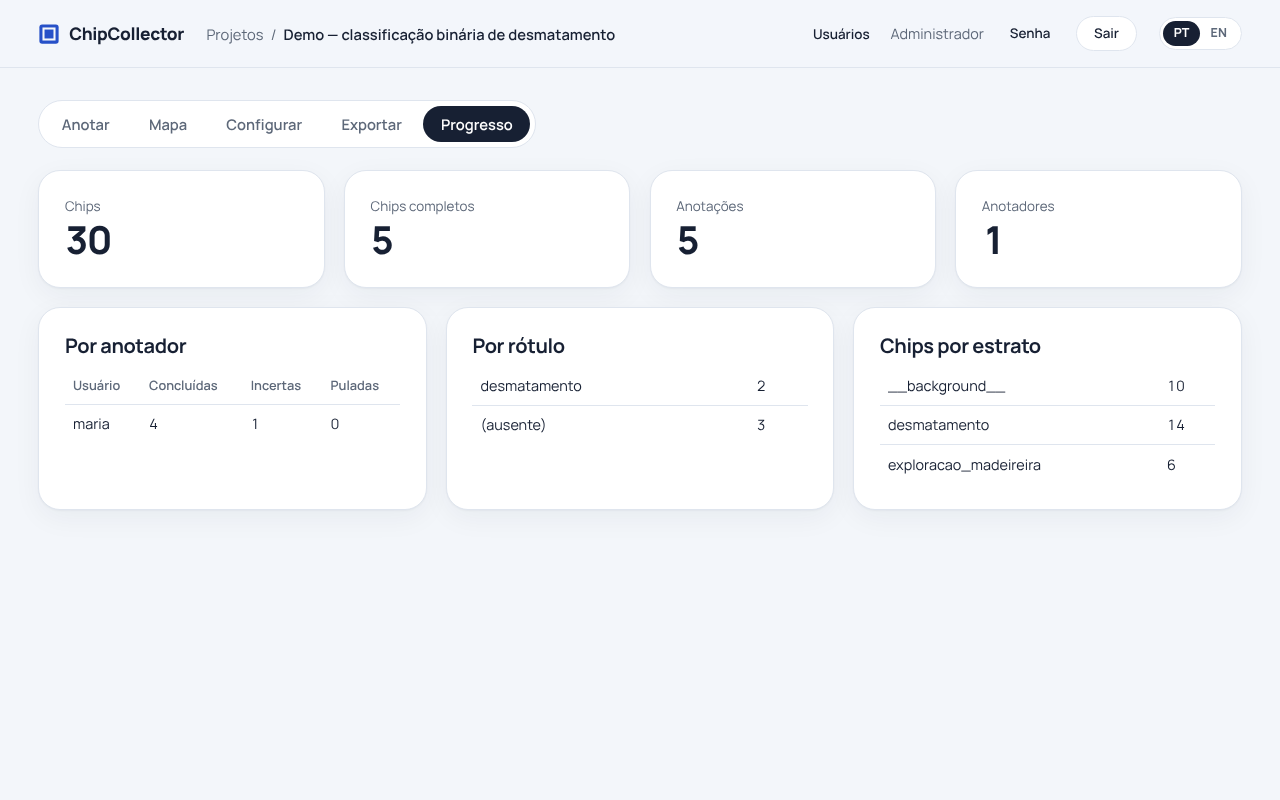 ChipCollector Projetos / Demo — classificação binária de desmatamento Usuários Administrador Senha Sair PT EN
Anotar Mapa Configurar Exportar Progresso
Chips
30
Chips completos
5
Anotações
5
Anotadores
1
Por anotador
Usuário Concluídas Incertas Puladas
maria 4 1 0
Por rótulo
desmatamento 2
(ausente) 3
Chips por estrato
__background__ 10
desmatamento 14
exploracao_madeireira 6